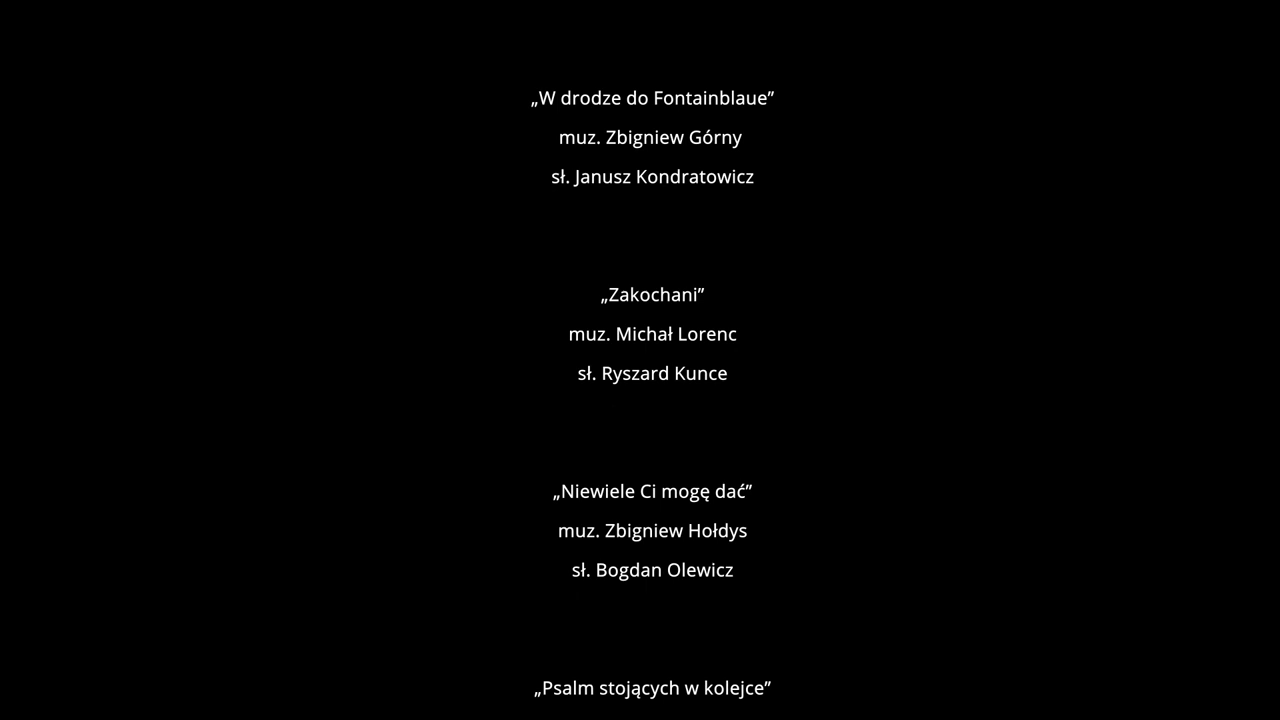 „W drodze do Fontainblaue”
muz. Zbigniew Górny
sł. Janusz Kondratowicz
„Zakochani”
muz. Michał Lorenc
sł. Ryszard Kunce
„Niewiele Ci mogę dać”
muz. Zbigniew Hołdys
sł. Bogdan Olewicz
„Psalm stojących w kolejce”